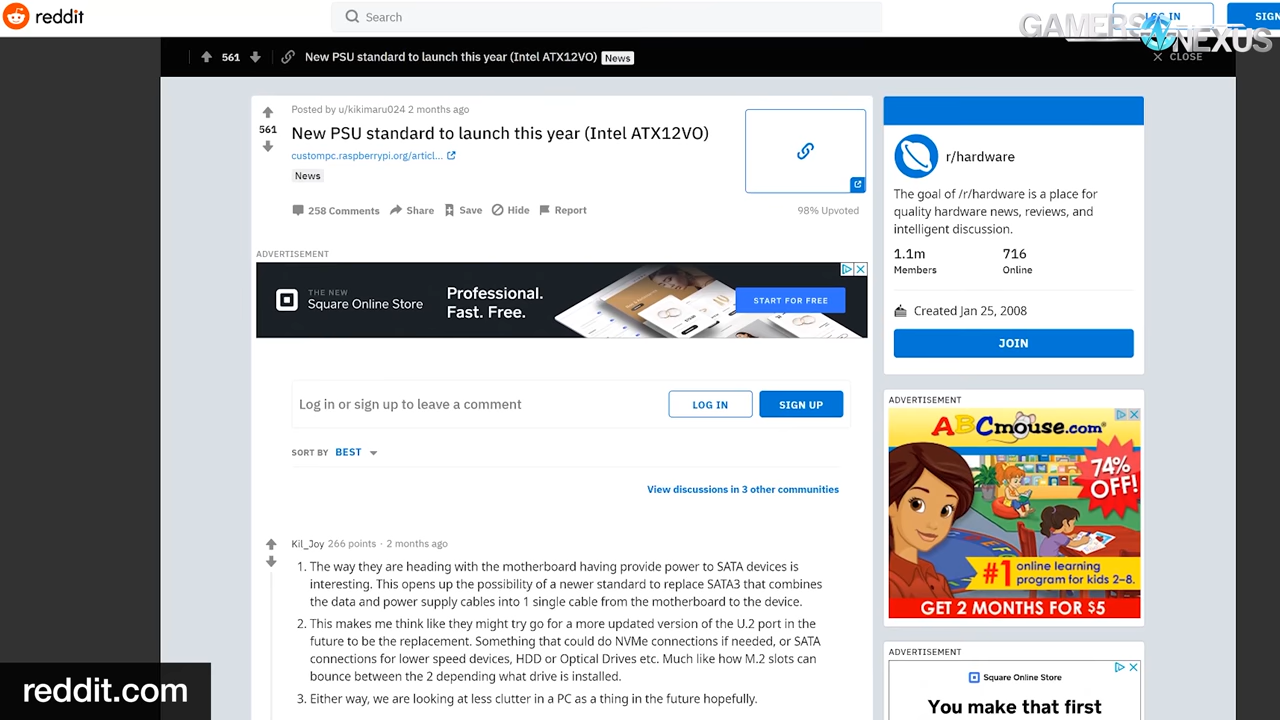 reddit
Search
LOG IN
SIGN
GAMERS NEXUS
561
New PSU standard to launch this year (Intel ATX12VO)
News
CLOSE
Posted by u/kikimaru024 2 months ago
561
New PSU standard to launch this year (Intel ATX12VO)
custompc.raspberrypi.org/articl...
News
258 Comments
Share
Save
Hide
Report
98% Upvoted
ADVERTISEMENT
THE NEW
Square Online Store
Professional.
Fast. Free.
START FOR FREE
Log in or sign up to leave a comment
LOG IN
SIGN UP
SORT BY BEST
View discussions in 3 other communities
Kil_Joy 266 points · 2 months ago
1. The way they are heading with the motherboard having provide power to SATA devices is
interesting. This opens up the possibility of a newer standard to replace SATA3 that combines
the data and power supply cables into 1 single cable from the motherboard to the device.
2. This makes me think like they might try go for a more updated version of the U.2 port in the
future to be the replacement. Something that could do NVMe connections if needed, or SATA
connections for lower speed devices, HDD or Optical Drives etc. Much like how M.2 slots can
bounce between the 2 depending what drive is installed.
3. Either way, we are looking at less clutter in a PC as a thing in the future hopefully.
r/hardware
The goal of /r/hardware is a place for
quality hardware news, reviews, and
intelligent discussion.
1.1m
Members
716
Online
Created Jan 25, 2008
JOIN
ADVERTISEMENT
ABCmouse.com®
74%
OFF!
#1 online learning
program for kids 2-8.
GET 2 MONTHS FOR $5
ADVERTISEMENT
Square Online Store
You make that first
reddit.com